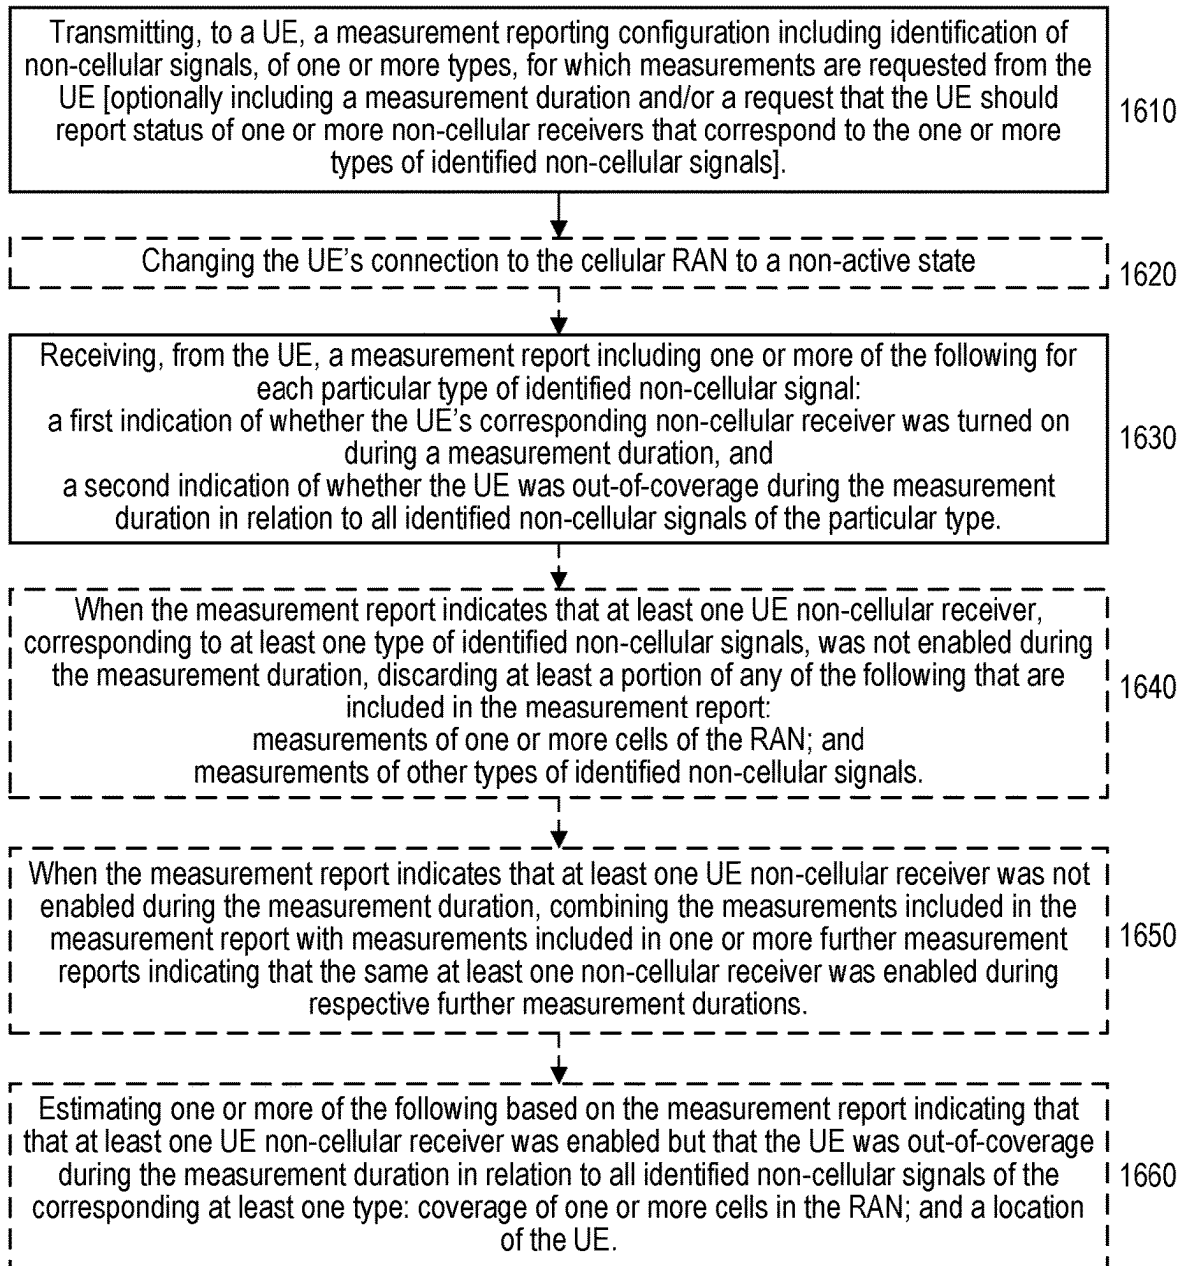 Transmitting, to a UE, a measurement reporting configuration including identification of
non-cellular signals, of one or more types, for which measurements are requested from the
UE [optionally including a measurement duration and/or a request that the UE should
report status of one or more non-cellular receivers that correspond to the one or more
types of identified non-cellular signals].
1610
Changing the UE's connection to the cellular RAN to a non-active state
1620
Receiving, from the UE, a measurement report including one or more of the following for
each particular type of identified non-cellular signal:
a first indication of whether the UE's corresponding non-cellular receiver was turned on
during a measurement duration, and
a second indication of whether the UE was out-of-coverage during the measurement
duration in relation to all identified non-cellular signals of the particular type.
1630
When the measurement report indicates that at least one UE non-cellular receiver,
corresponding to at least one type of identified non-cellular signals, was not enabled during
the measurement duration, discarding at least a portion of any of the following that are
included in the measurement report:
measurements of one or more cells of the RAN; and
measurements of other types of identified non-cellular signals.
1640
When the measurement report indicates that at least one UE non-cellular receiver was not
enabled during the measurement duration, combining the measurements included in the
measurement report with measurements included in one or more further measurement
reports indicating that the same at least one non-cellular receiver was enabled during
respective further measurement durations.
1650
Estimating one or more of the following based on the measurement report indicating that
that at least one UE non-cellular receiver was enabled but that the UE was out-of-coverage
during the measurement duration in relation to all identified non-cellular signals of the
corresponding at least one type: coverage of one or more cells in the RAN; and a location
of the UE.
1660